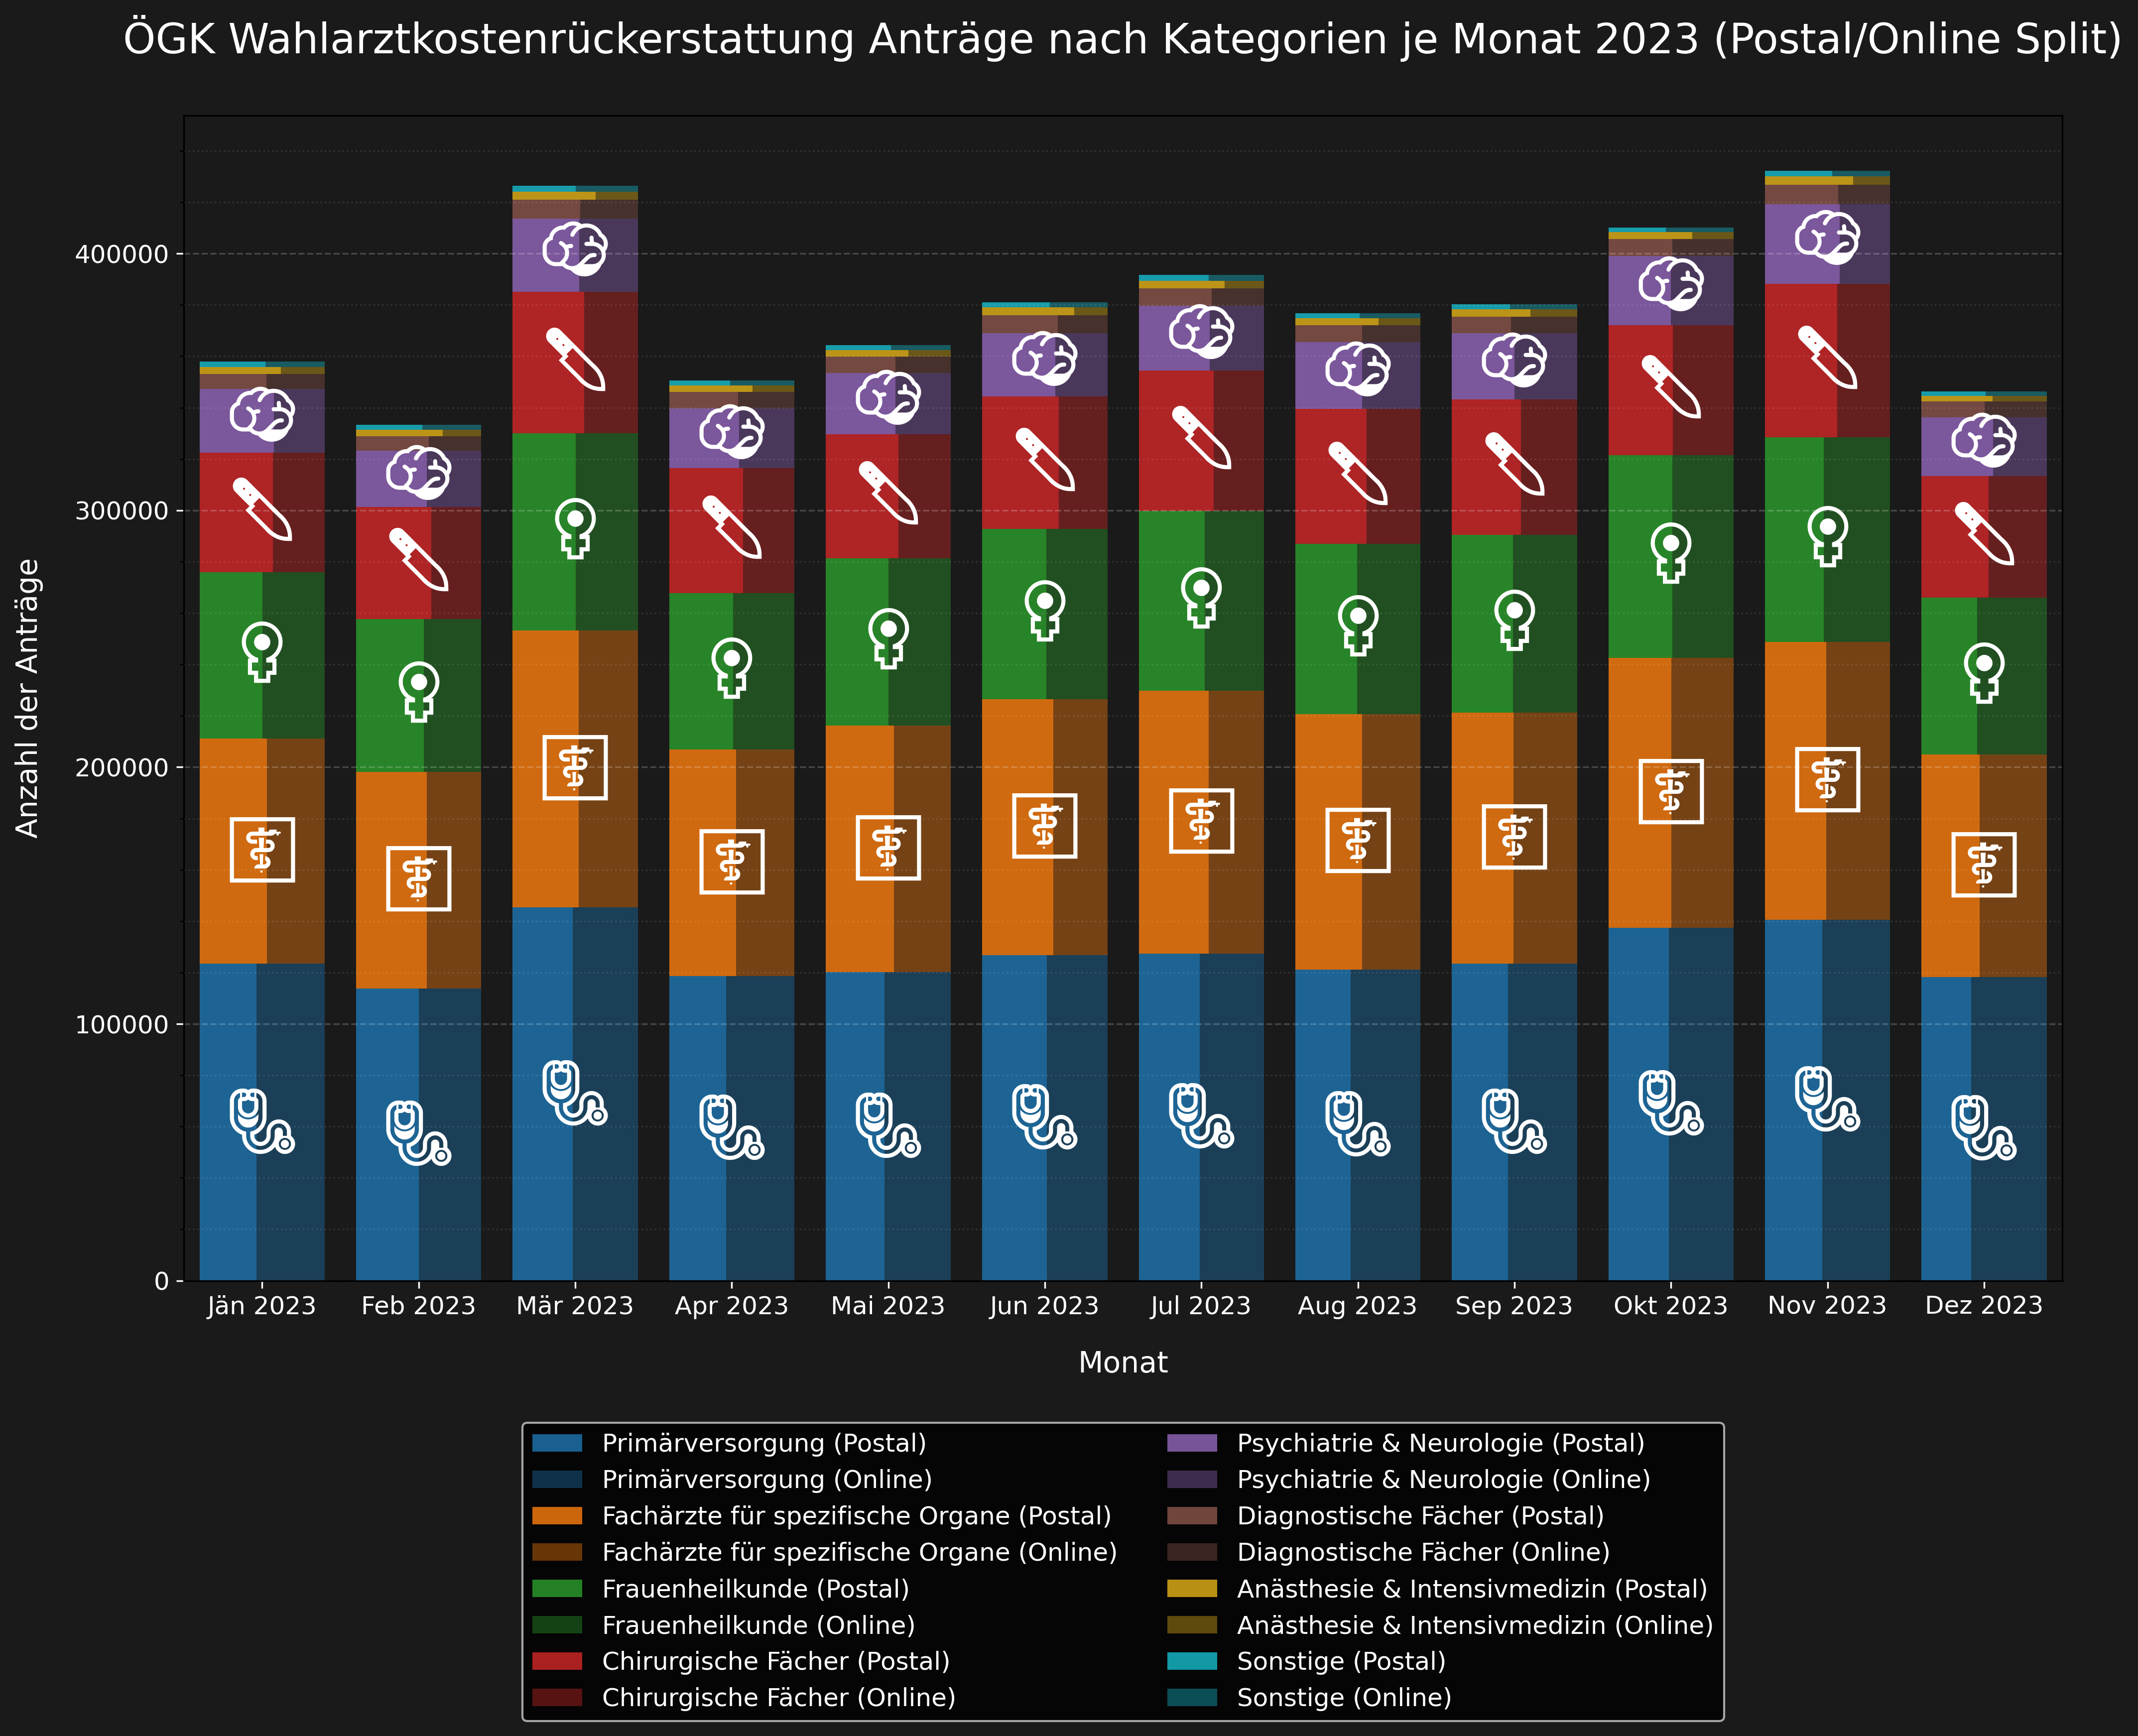 ÖGK Wahlarztkostenrückerstattung Anträge nach Kategorien je Monat 2023 (Postal/Online Split)
Anzahl der Anträge
400000
300000
200000
100000
0
Jän 2023
Feb 2023
Mär 2023
Apr 2023
Mai 2023
Jun 2023
Jul 2023
Aug 2023
Sep 2023
Okt 2023
Nov 2023
Dez 2023
Monat
Primärversorgung (Postal)
Primärversorgung (Online)
Fachärzte für spezifische Organe (Postal)
Fachärzte für spezifische Organe (Online)
Frauenheilkunde (Postal)
Frauenheilkunde (Online)
Chirurgische Fächer (Postal)
Chirurgische Fächer (Online)
Psychiatrie & Neurologie (Postal)
Psychiatrie & Neurologie (Online)
Diagnostische Fächer (Postal)
Diagnostische Fächer (Online)
Anästhesie & Intensivmedizin (Postal)
Anästhesie & Intensivmedizin (Online)
Sonstige (Postal)
Sonstige (Online)